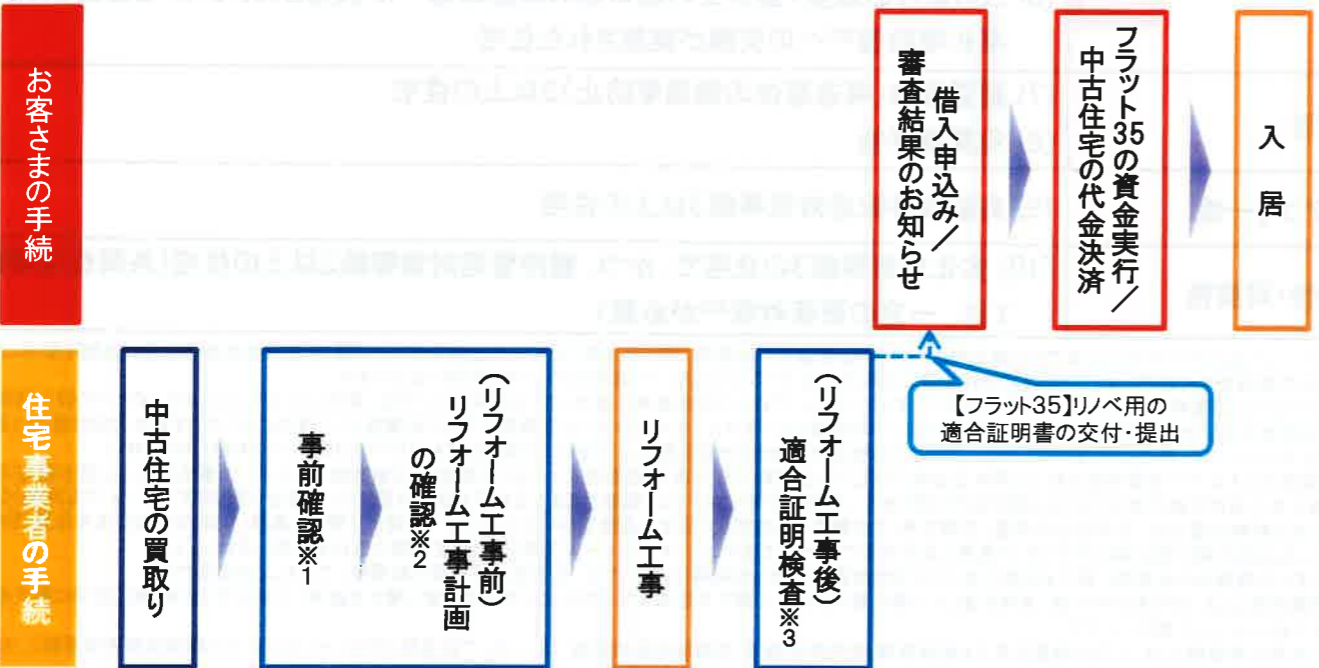 お客さまの手続
借入申込み／
審査結果のお知らせ
フラット35の資金実行／
中古住宅の代金決済
入居
住宅事業者の手続
中古住宅の買取り
事前確認※1
（リフォーム工事前）
リフォーム工事計画
の確認※2
リフォーム工事
（リフォーム工事後）
適合証明検査※3
【フラット35】リノベ用の
適合証明書の交付・提出